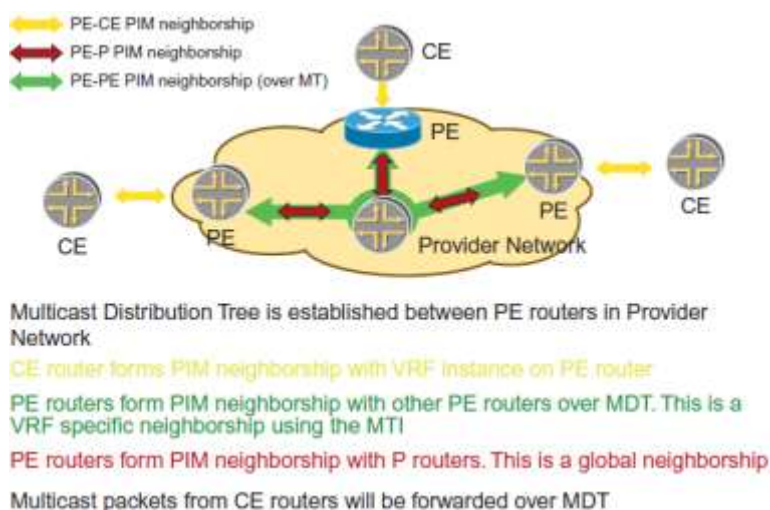 PE-CE PIM neighborship
PE-P PIM neighborship
PE-PE PIM neighborship (over MT)
CE
PE
PE
CE
PE
CE
Provider Network
Multicast Distribution Tree is established between PE routers in Provider
Network
CE router forms PIM neighborship with VRF instance on PE router
PE routers form PIM neighborship with other PE routers over MDT. This is a
VRF specific neighborship using the MTI
PE routers form PIM neighborship with P routers. This is a global neighborship
Multicast packets from CE routers will be forwarded over MDT